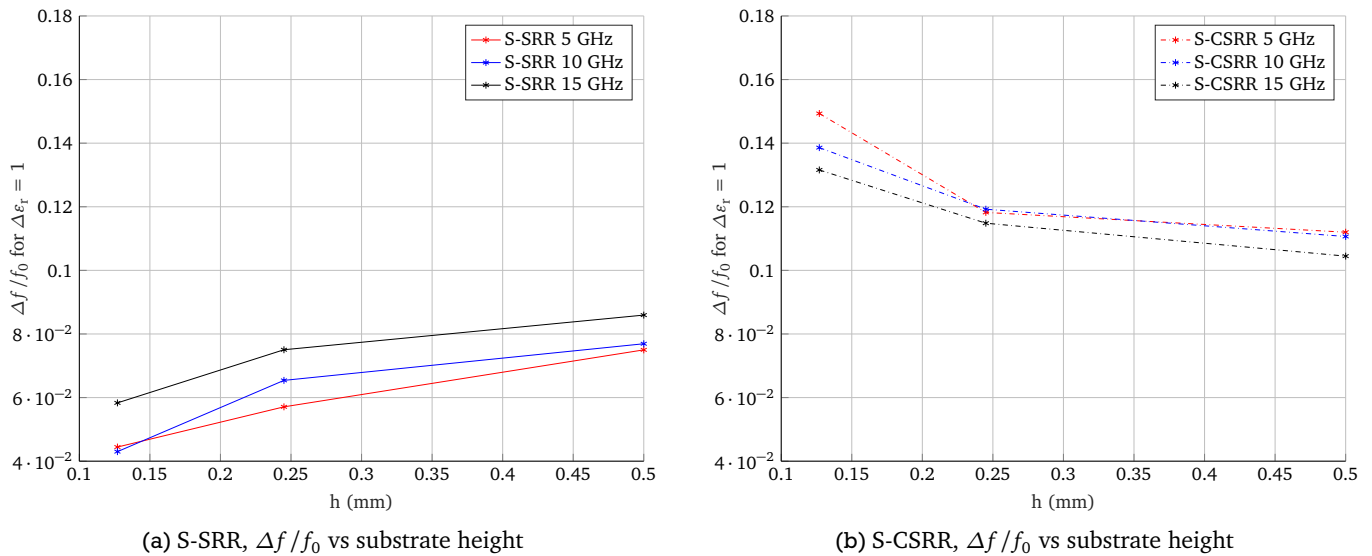 0.18
0.16
0.14
0.12
0.1
8 · 10⁻²
6 · 10⁻²
4 · 10⁻²
Δf/f₀ for Δεᵣ = 1
S-SRR 5 GHz
S-SRR 10 GHz
S-SRR 15 GHz
0.1 0.15 0.2 0.25 0.3 0.35 0.4 0.45 0.5
h (mm)
(a) S-SRR, Δf/f₀ vs substrate height
0.18
0.16
0.14
0.12
0.1
8 · 10⁻²
6 · 10⁻²
4 · 10⁻²
Δf/f₀ for Δεᵣ = 1
S-CSRR 5 GHz
S-CSRR 10 GHz
S-CSRR 15 GHz
0.1 0.15 0.2 0.25 0.3 0.35 0.4 0.45 0.5
h (mm)
(b) S-CSRR, Δf/f₀ vs substrate height